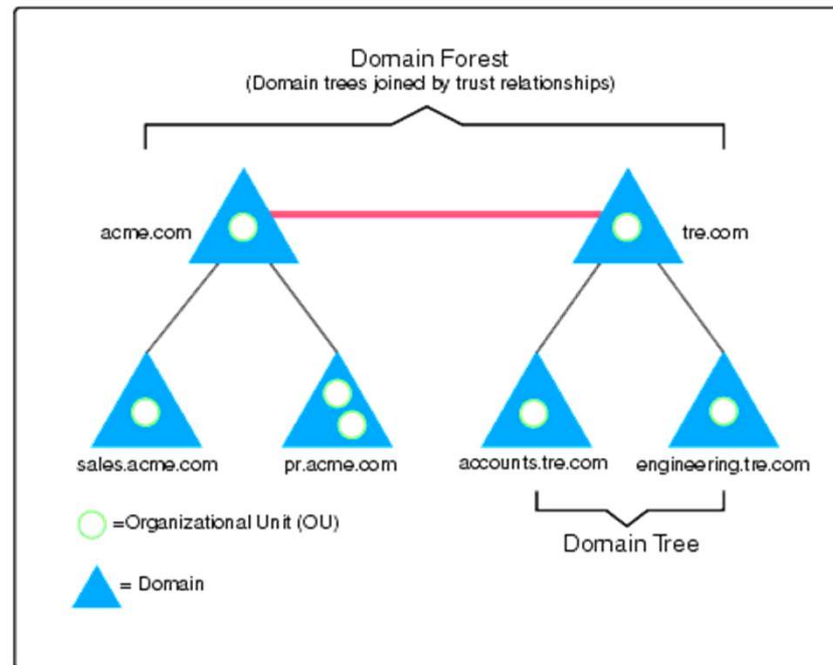 Domain Forest
(Domain trees joined by trust relationships)
acme.com
tre.com
sales.acme.com
pr.acme.com
accounts.tre.com
engineering.tre.com
=Organizational Unit (OU)
Domain Tree
= Domain